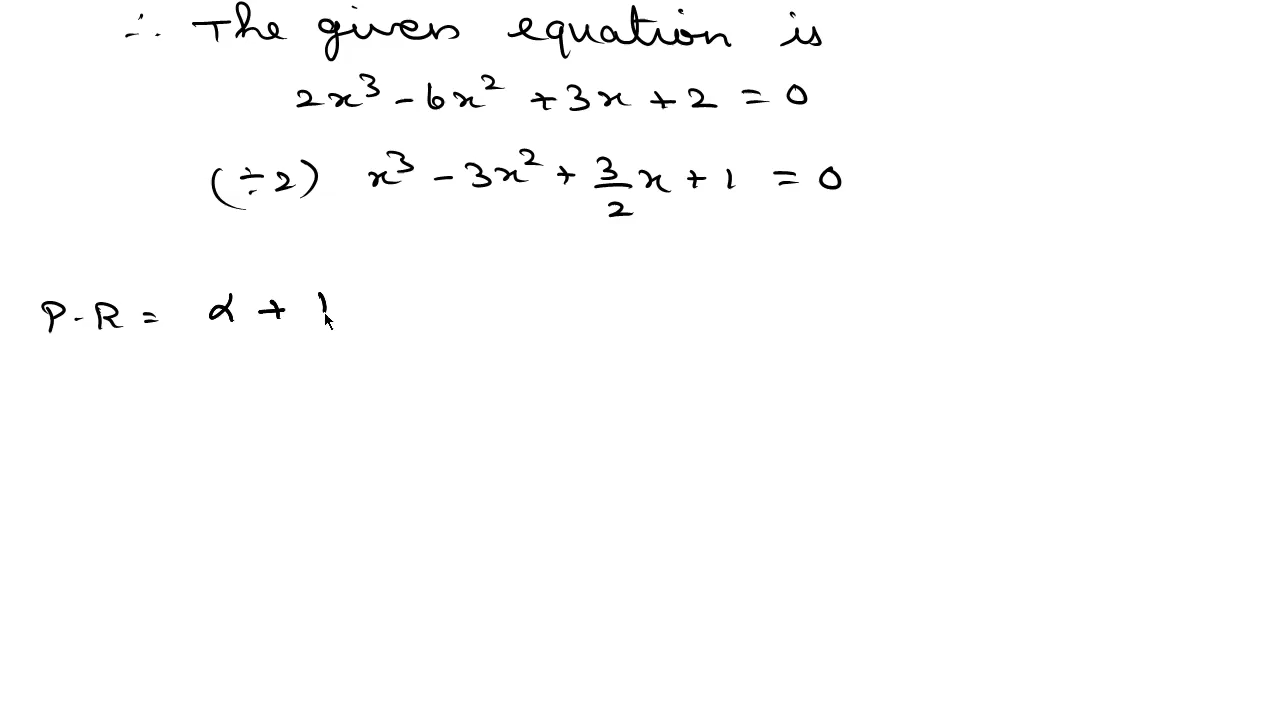 ∴ The given equation is
2x³ - 6x² + 3x + 2 = 0
(÷2) x³ - 3x² + 3/2 x + 1 = 0
P.R = α + 1